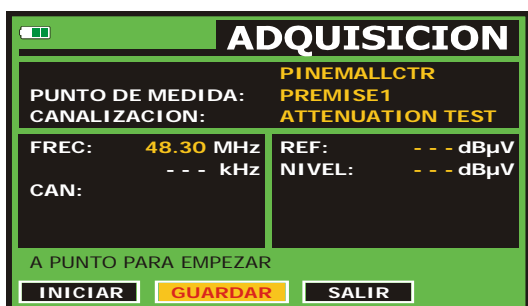 ADQUISICION
PINEMALLCTR
PUNTO DE MEDIDA: PREMISE1
CANALIZACION: ATTENUATION TEST
FREC: 48.30 MHz
- - - kHz
CAN:
REF: - - - dBµV
NIVEL: - - - dBµV
A PUNTO PARA EMPEZAR
INICIAR GUARDAR SALIR